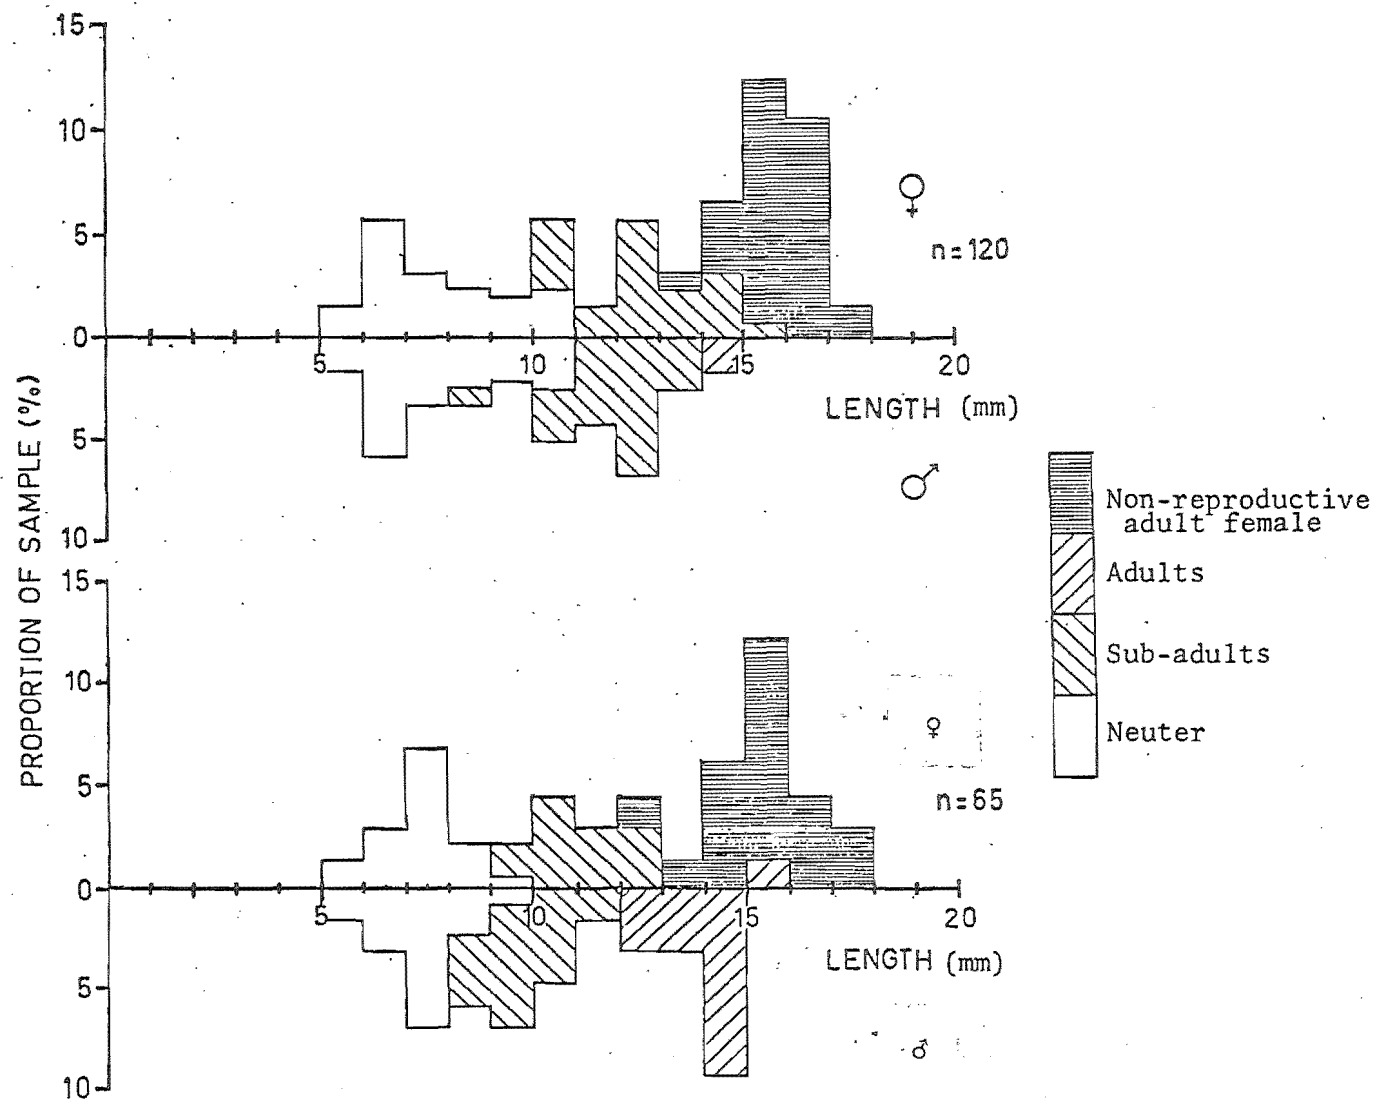 15
10
5
0
5
10
5 10 15 20
LENGTH (mm)
♀
n=120
♂
PROPORTION OF SAMPLE (%)
15
10
5
0
5
10
5 10 15 20
LENGTH (mm)
♀
n=65
♂
Non-reproductive
adult female
Adults
Sub-adults
Neuter